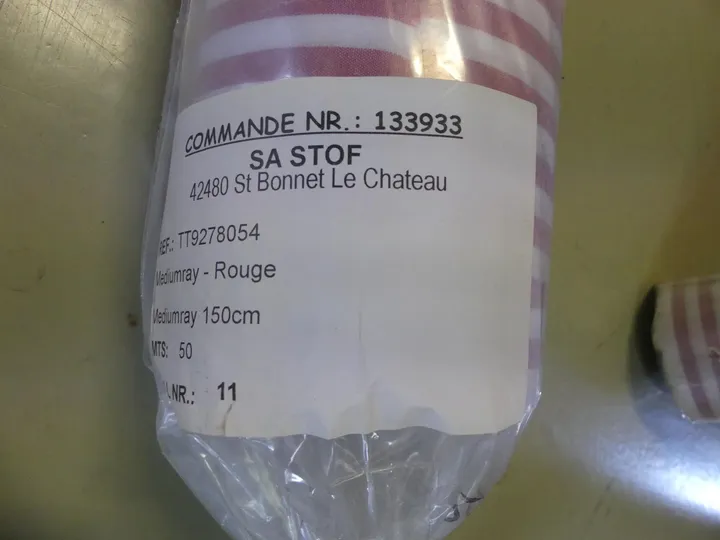 COMMANDE NR.: 133933
SA STOF
42480 St Bonnet Le Chateau
REF.: TT9278054
Mediumray - Rouge
Mediumray 150cm
MTS: 50
NR.: 11